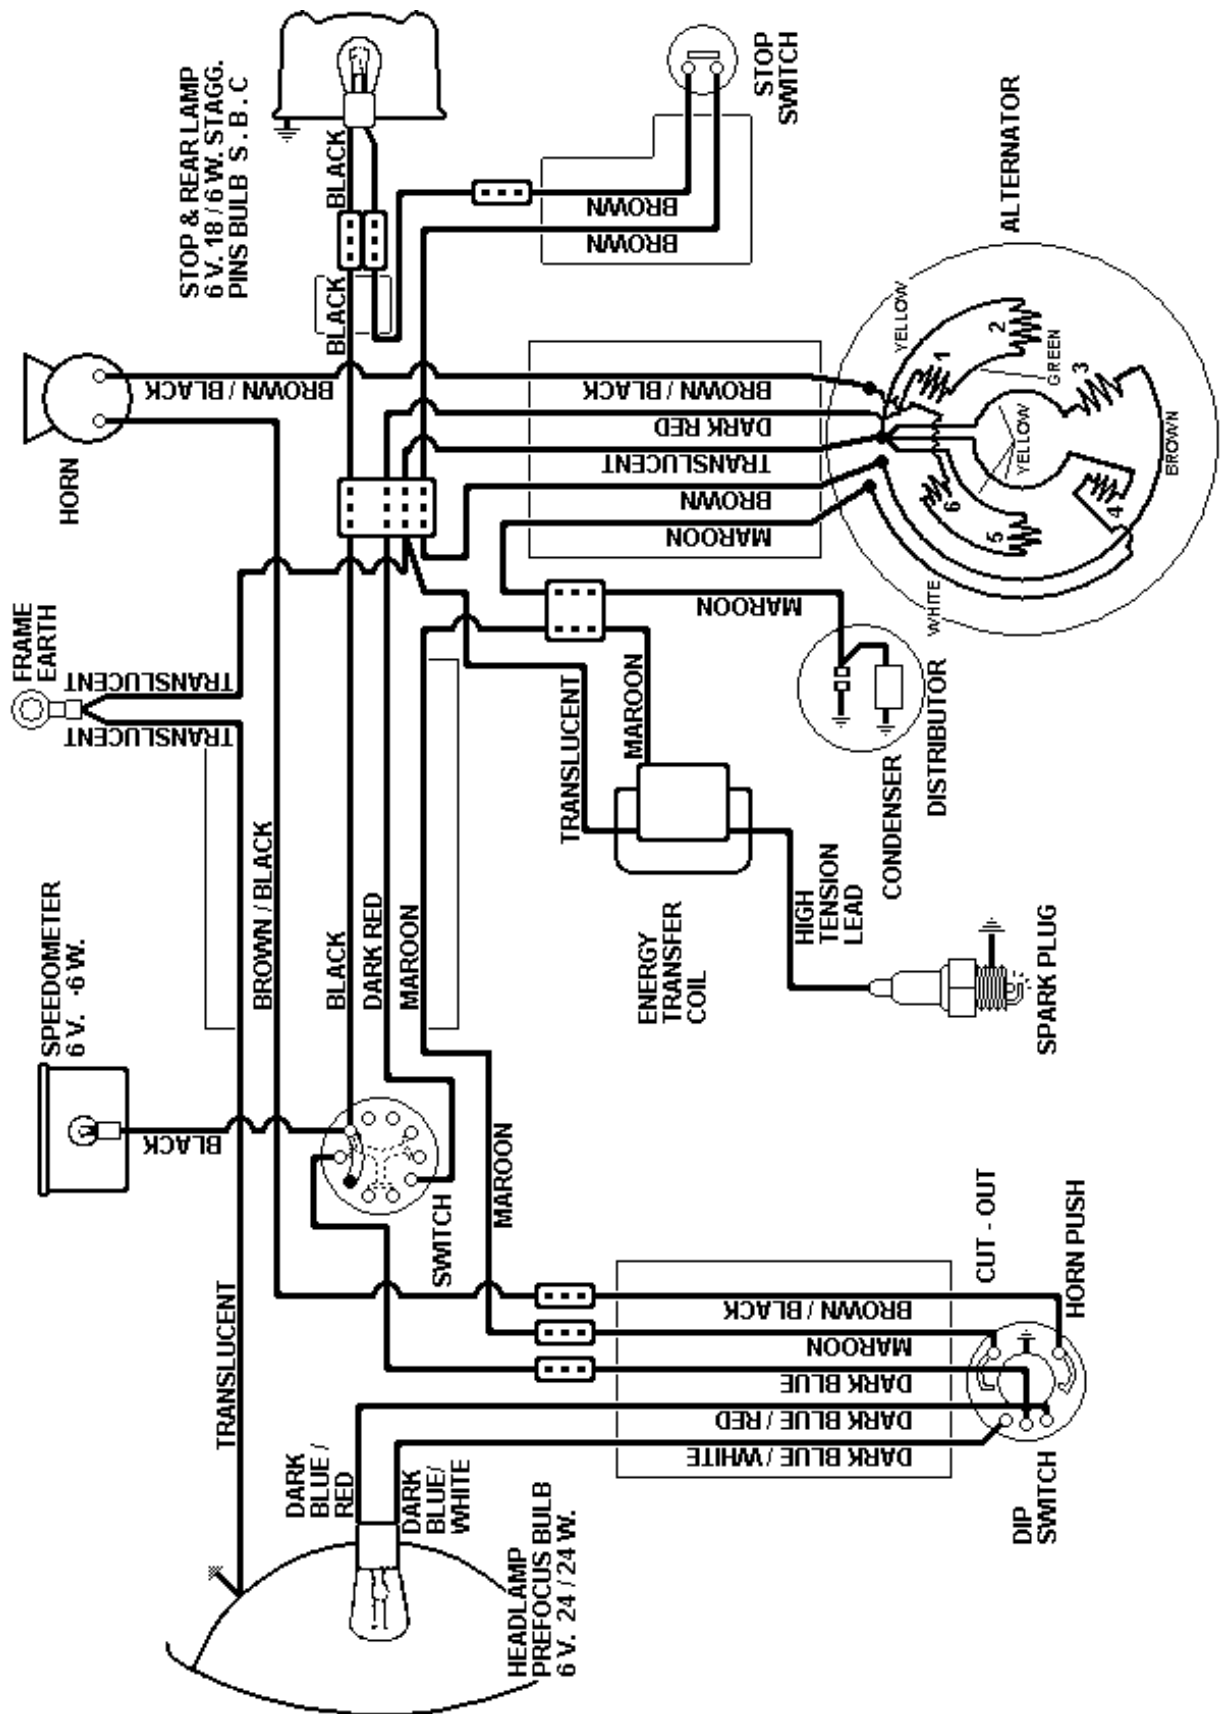 HEADLAMP
PREFOCUS BULB
6 V. 24 / 24 W.
DARK
BLUE /
RED
DARK
BLUE/
WHITE
TRANSLUCENT
SPEEDOMETER
6 V. -6 W.
BLACK
SWITCH
MAROON
BROWN / BLACK
BLACK
DARK RED
MAROON
FRAME
EARTH
TRANSLUCENT
TRANSLUCENT
HORN
BROWN / BLACK
STOP & REAR LAMP
6 V. 18 / 6 W. STAGG.
PINS BULB S . B . C
BLACK
BLACK
STOP
SWITCH
BROWN
BROWN
BROWN / BLACK
DARK RED
TRANSLUCENT
BROWN
MAROON
MAROON
ALTERNATOR
YELLOW
GREEN
YELLOW
BROWN
WHITE
1
2
3
4
5
6
DISTRIBUTOR
CONDENSER
TRANSLUCENT
MAROON
ENERGY
TRANSFER
COIL
HIGH
TENSION
LEAD
SPARK PLUG
CUT - OUT
HORN PUSH
DIP
SWITCH
BROWN / BLACK
MAROON
DARK BLUE
DARK BLUE / RED
DARK BLUE / WHITE